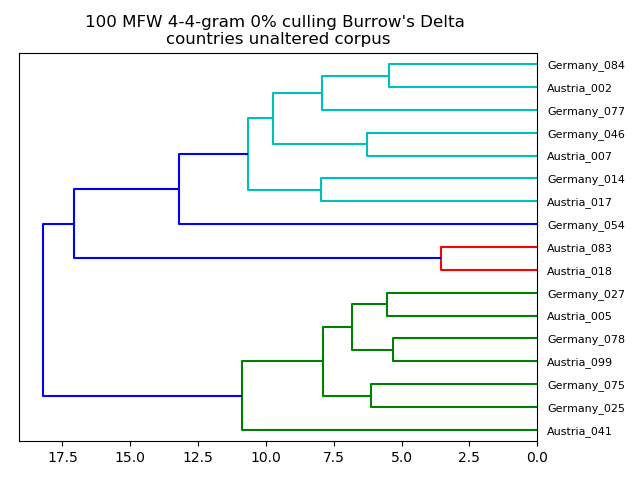 100 MFW 4-4-gram 0% culling Burrow's Delta
countries unaltered corpus
Germany_084
Austria_002
Germany_077
Germany_046
Austria_007
Germany_014
Austria_017
Germany_054
Austria_083
Austria_018
Germany_027
Austria_005
Germany_078
Austria_099
Germany_075
Germany_025
Austria_041
17.5 15.0 12.5 10.0 7.5 5.0 2.5 0.0